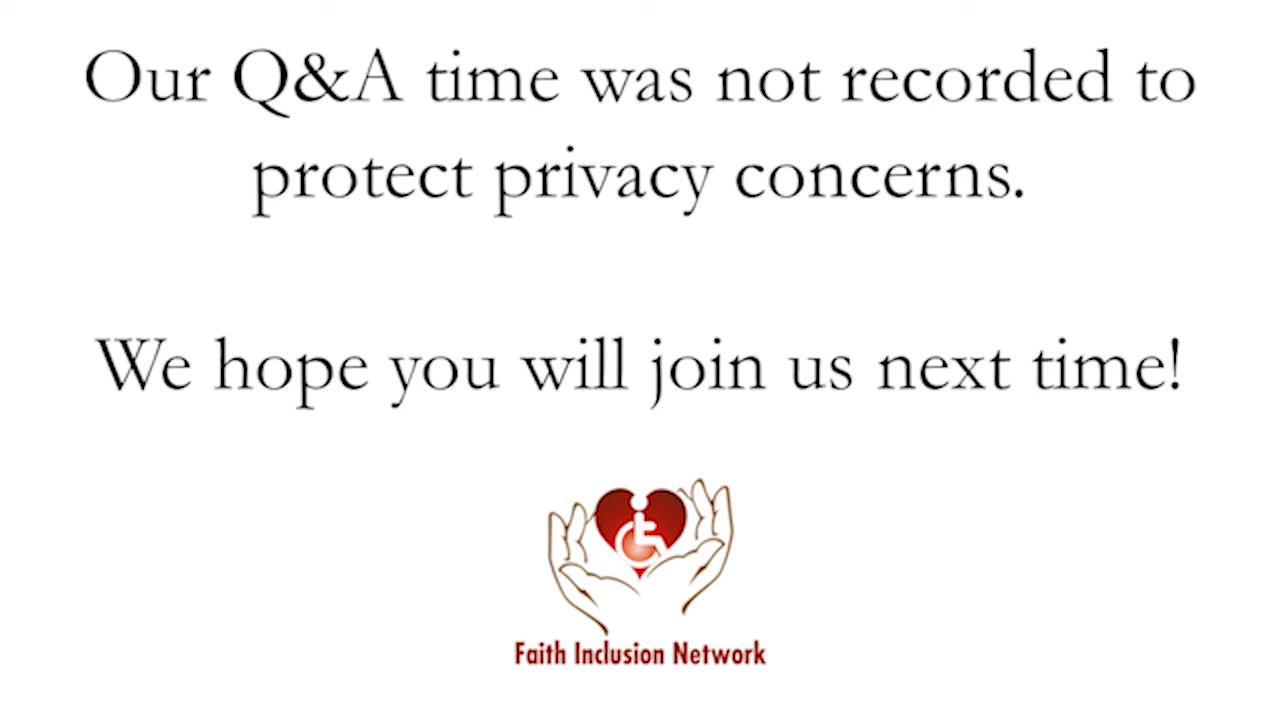 Our Q&A time was not recorded to
protect privacy concerns.
We hope you will join us next time!
Faith Inclusion Network